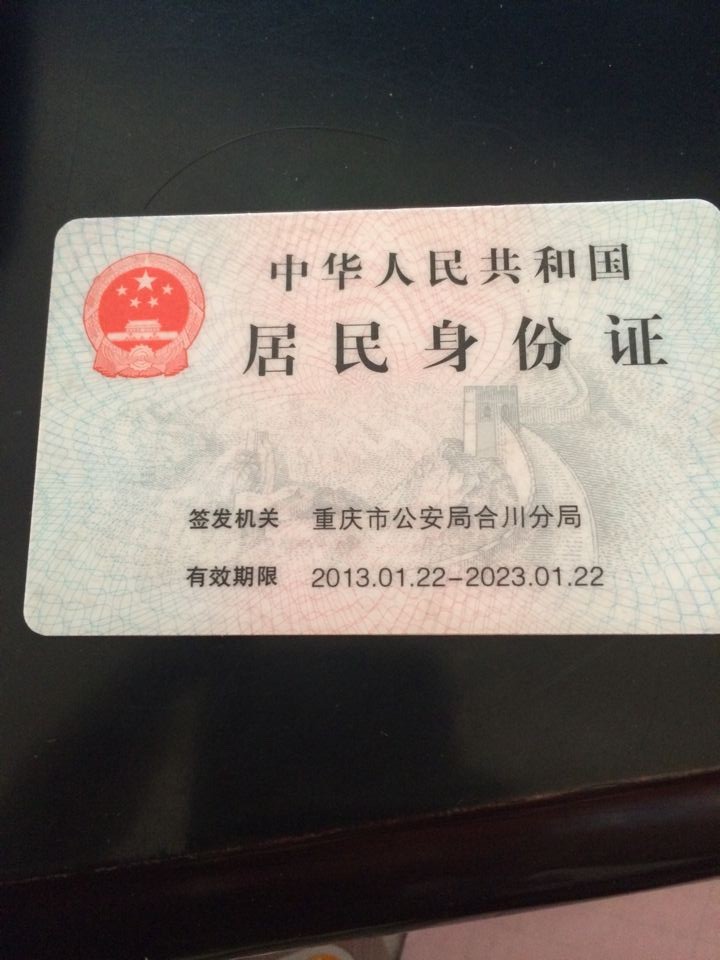 中华人民共和国
居民身份证
签发机关 重庆市公安局合川分局
有效期限 2013.01.22-2023.01.22